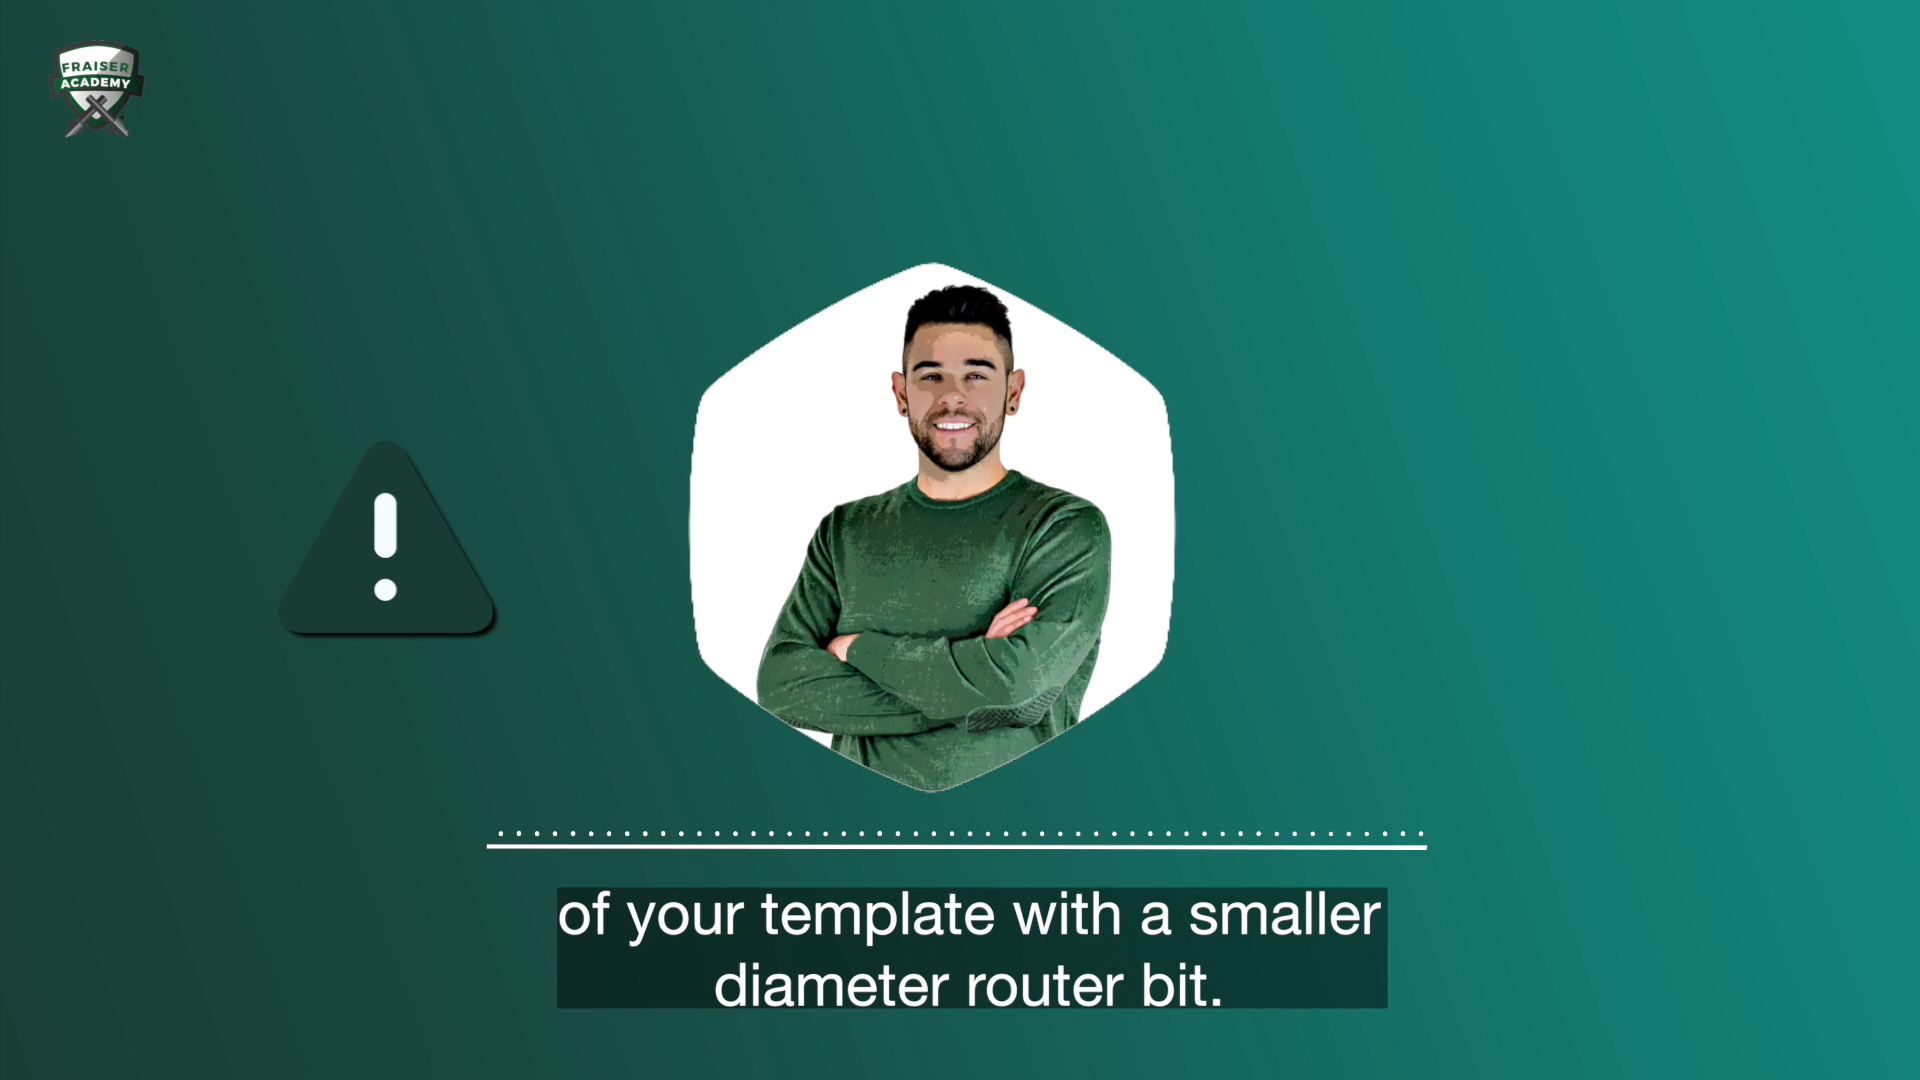 FRAISER
ACADEMY
of your template with a smaller
diameter router bit.